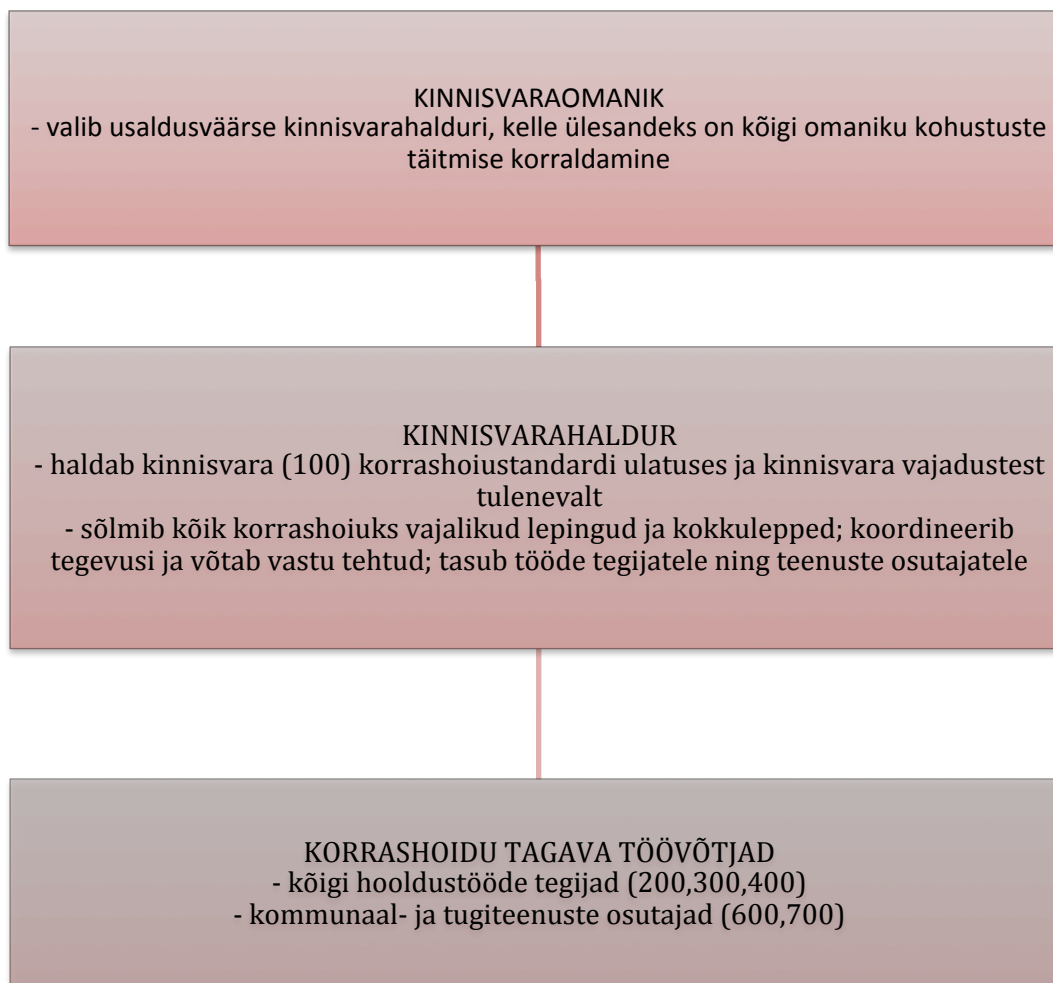 KINNISVARAOMANIK
- valib usaldusväärse kinnisvarahalduri, kelle ülesandeks on kõigi omaniku kohustuste
täitmise korraldamine
KINNISVARAHALDUR
- haldab kinnisvara (100) korrashoiustandardi ulatuses ja kinnisvara vajadustest
tulenevalt
- sõlmib kõik korrashoiuks vajalikud lepingud ja kokkulepped; koordineerib
tegevusi ja võtab vastu tehtud; tasub tööde tegijatele ning teenuste osutajatele
KORRASHOIDU TAGAVA TÖÖVÕTJAD
- kõigi hooldustööde tegijad (200,300,400)
- kommunaal- ja tugiteenuste osutajad (600,700)